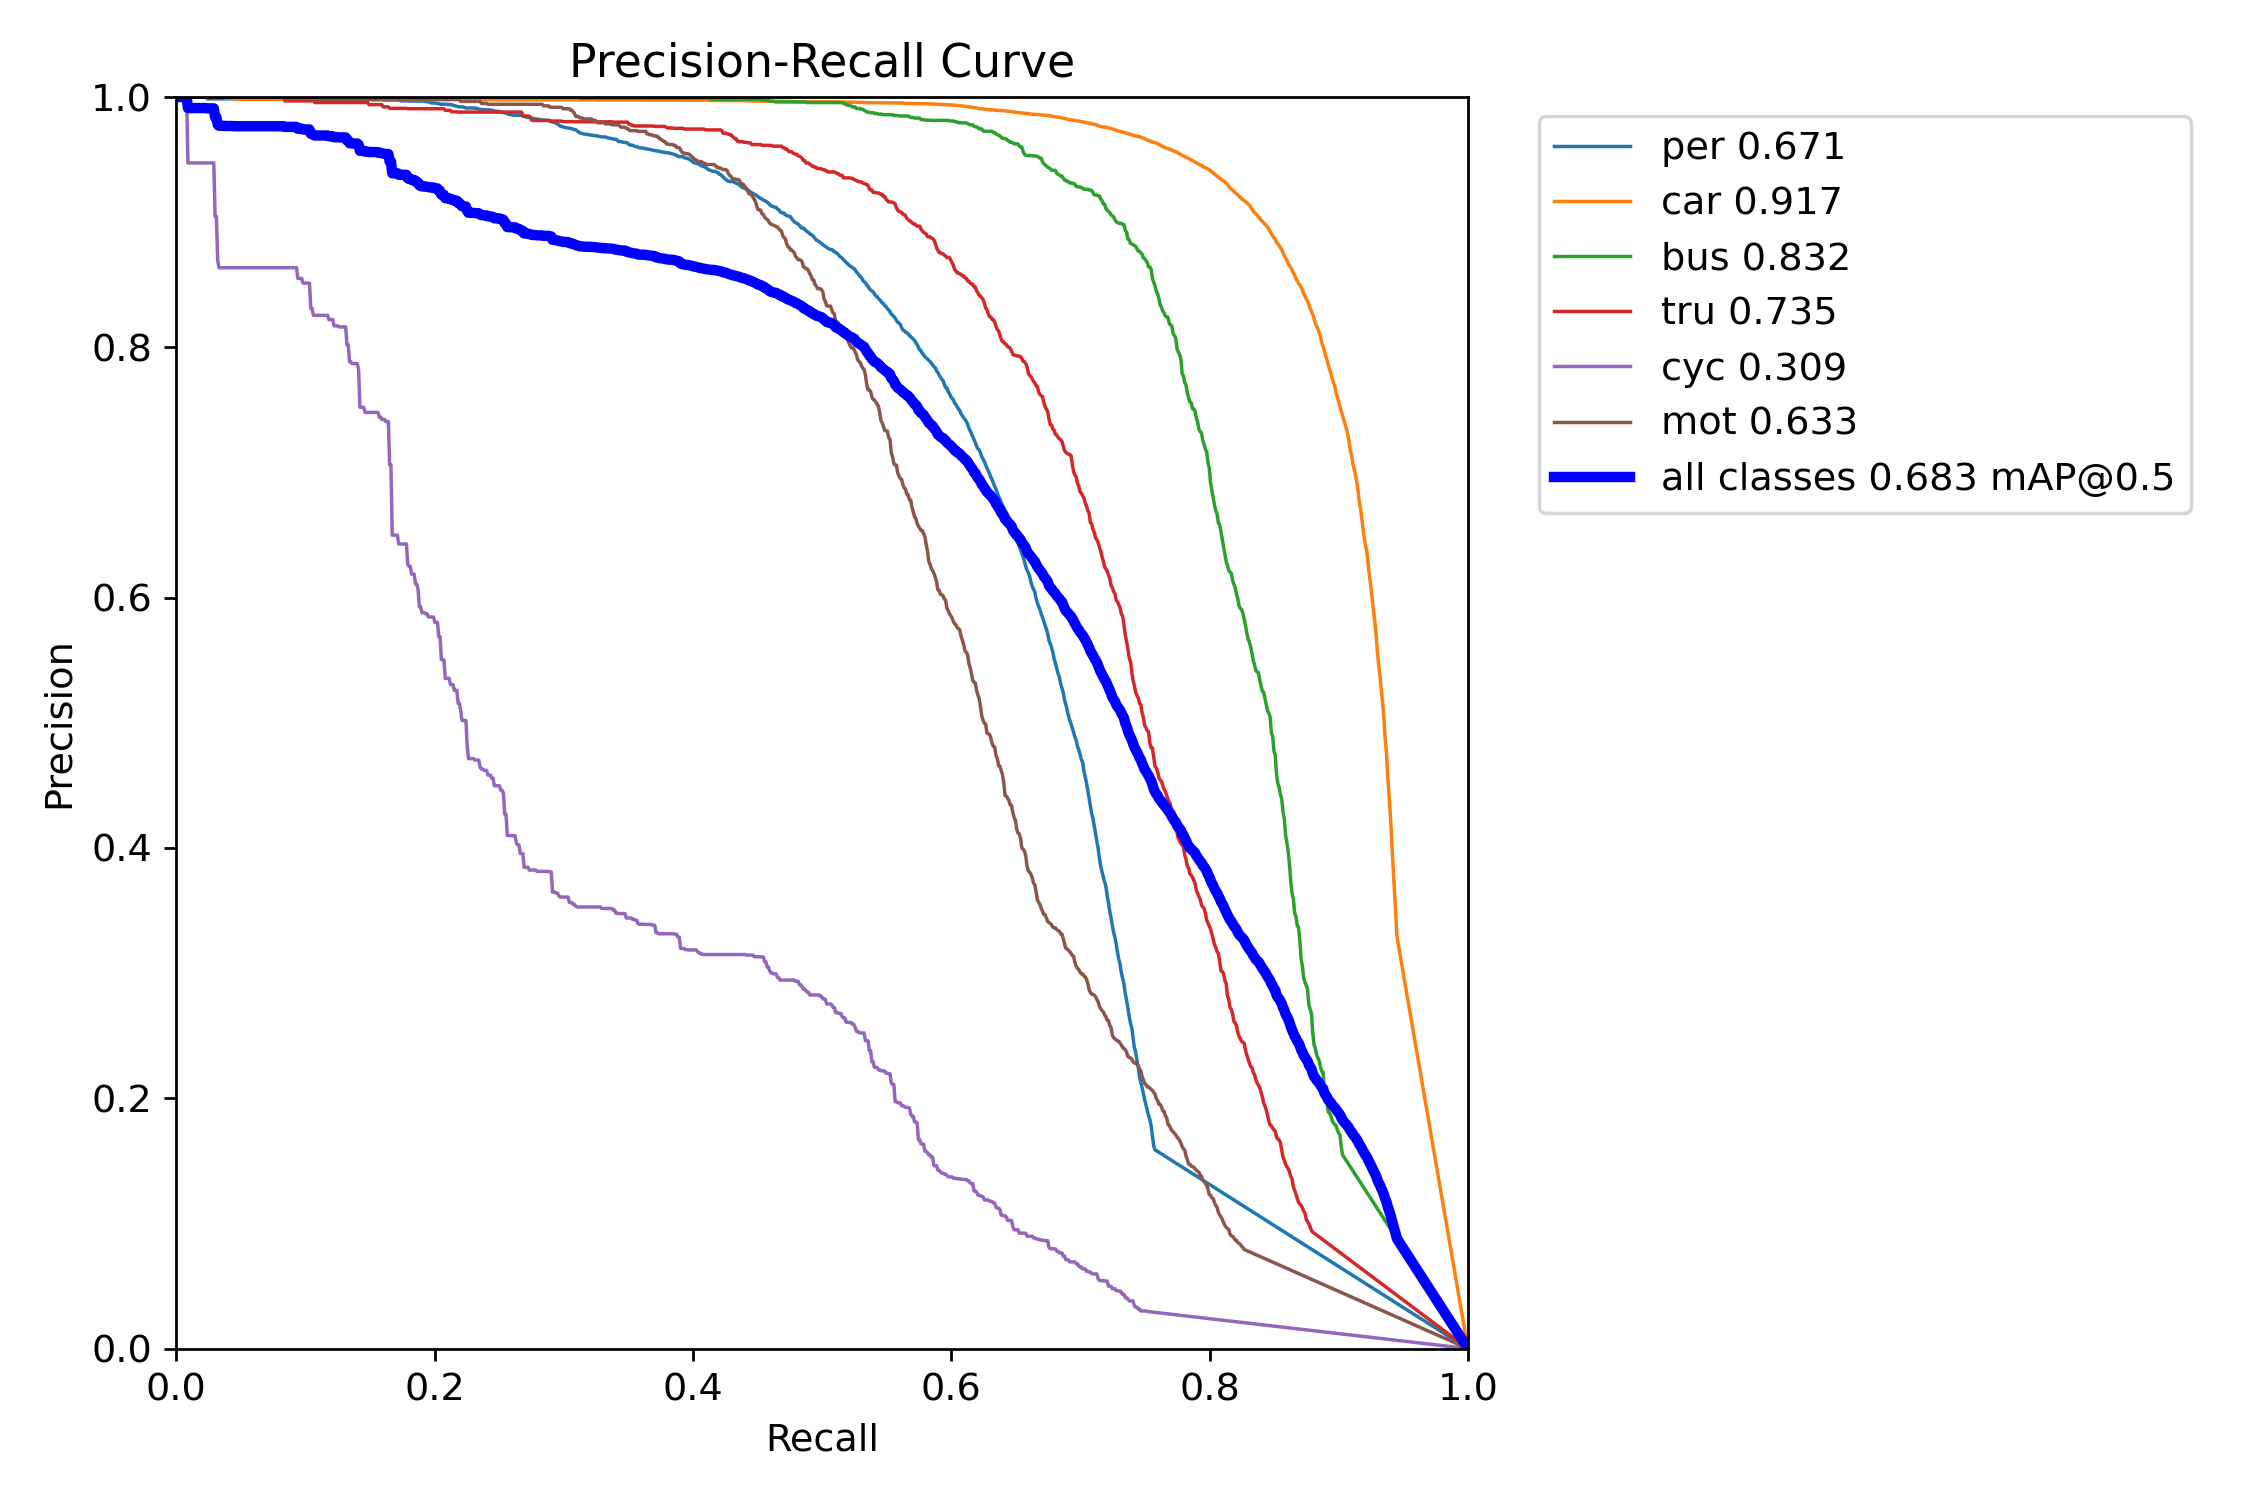 Precision-Recall Curve
1.0
0.8
0.6
0.4
0.2
0.0
Precision
0.0 0.2 0.4 0.6 0.8 1.0
Recall
per 0.671
car 0.917
bus 0.832
tru 0.735
cyc 0.309
mot 0.633
all classes 0.683 mAP@0.5